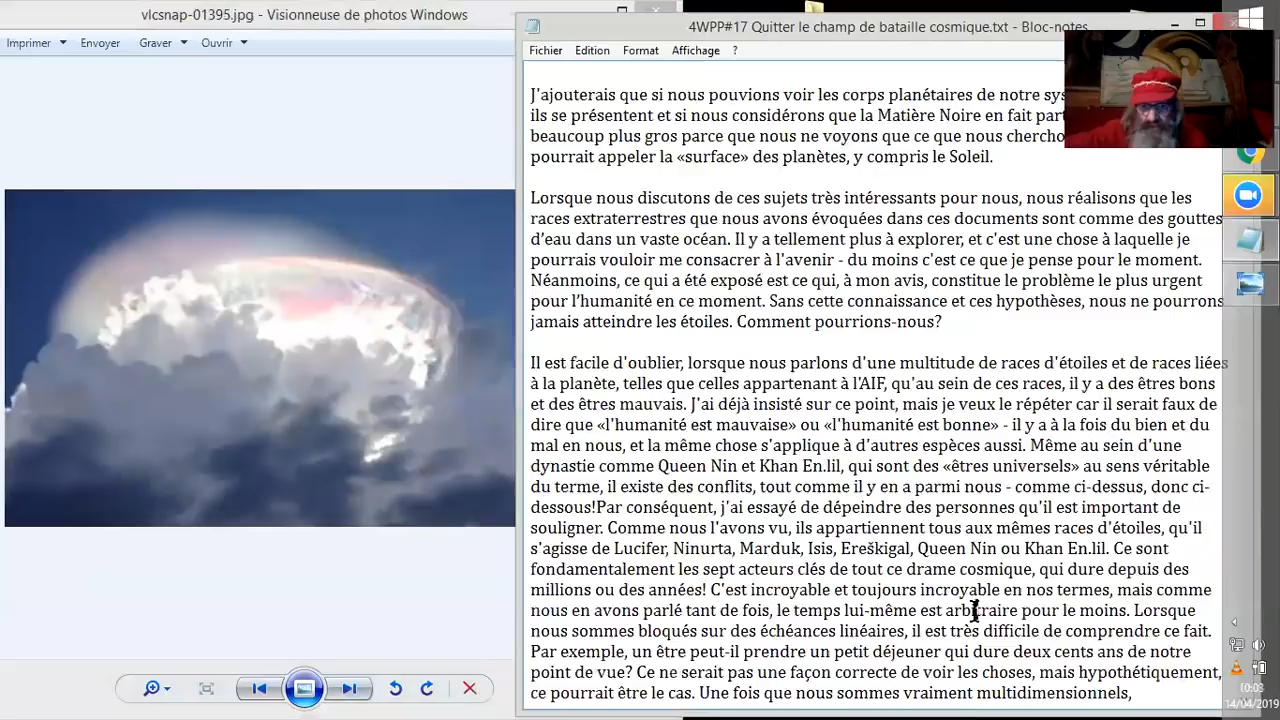 vlcsnap-01395.jpg - Visionneuse de photos Windows
Imprimer Envoyer Graver Ouvrir
4WPP#17 Quitter le champ de bataille cosmique.txt - Bloc-notes
Fichier Edition Format Affichage ?
J'ajouterais que si nous pouvions voir les corps planétaires de notre
ils se présentent et si nous considérons que la Matière Noire en fait
beaucoup plus gros parce que nous ne voyons que ce que nous
pourrait appeler la «surface» des planètes, y compris le Soleil.
Lorsque nous discutons de ces sujets très intéressants pour nous, nous réalisons que les
races extraterrestres que nous avons évoquées dans ces documents sont comme des gouttes
d'eau dans un vaste océan. Il y a tellement plus à explorer, et c'est une chose à laquelle je
pourrais vouloir me consacrer à l'avenir - du moins c'est ce que je pense pour le moment.
Néanmoins, ce qui a été exposé est ce qui, à mon avis, constitue le problème le plus urgent
pour l'humanité en ce moment. Sans cette connaissance et ces hypothèses, nous ne pourrons
jamais atteindre les étoiles. Comment pourrions-nous?
Il est facile d'oublier, lorsque nous parlons d'une multitude de races d'étoiles et de races liées
à la planète, telles que celles appartenant à l'AIF, qu'au sein de ces races, il y a des êtres bons
et des êtres mauvais. J'ai déjà insisté sur ce point, mais je veux le répéter car il serait faux de
dire que «l'humanité est mauvaise» ou «l'humanité est bonne» - il y a à la fois du bien et du
mal en nous, et la même chose s'applique à d'autres espèces aussi. Même au sein d'une
dynastie comme Queen Nin et Khan En.lil, qui sont des «êtres universels» au sens véritable
du terme, il existe des conflits, tout comme il y en a parmi nous - comme ci-dessus, donc ci-
dessous!Par conséquent, j'ai essayé de dépeindre des personnes qu'il est important de
souligner. Comme nous l'avons vu, ils appartiennent tous aux mêmes races d'étoiles, qu'il
s'agisse de Lucifer, Ninurta, Marduk, Isis, Ereškigal, Queen Nin ou Khan En.lil. Ce sont
fondamentalement les sept acteurs clés de tout ce drame cosmique, qui dure depuis des
millions ou des années! C'est incroyable et toujours incroyable en nos termes, mais comme
nous en avons parlé tant de fois, le temps lui-même est arbitraire pour le moins. Lorsque
nous sommes bloqués sur des échéances linéaires, il est très difficile de comprendre ce fait.
Par exemple, un être peut-il prendre un petit déjeuner qui dure deux cents ans de notre
point de vue? Ce ne serait pas une façon correcte de voir les choses, mais hypothétiquement,
ce pourrait être le cas. Une fois que nous sommes vraiment multidimensionnels,
10:03
14/04/2019